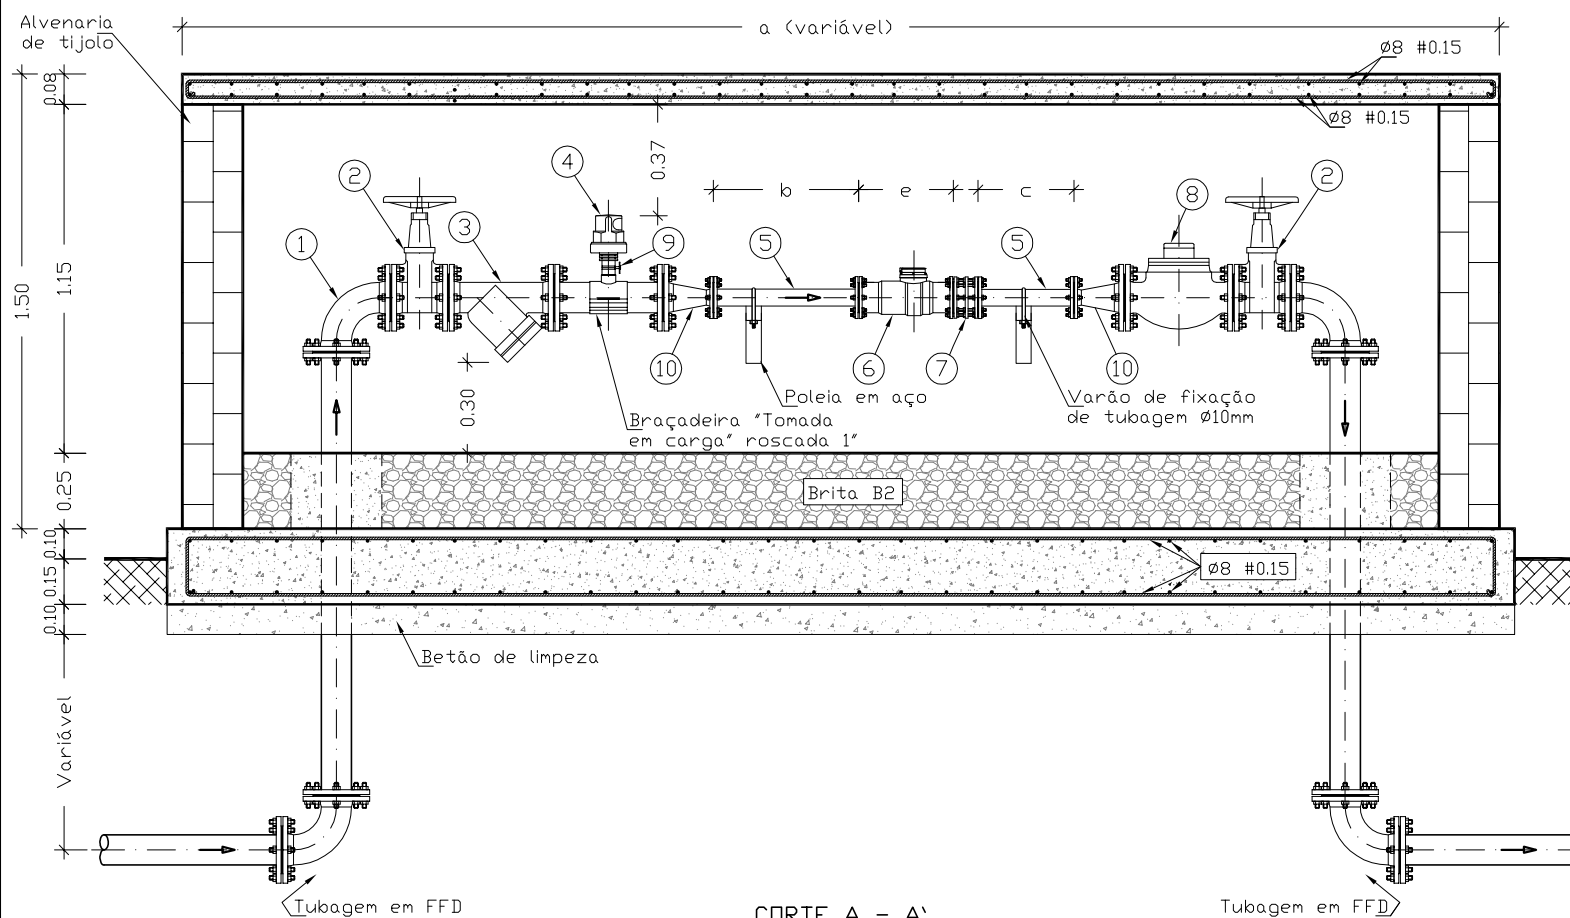 Alvenaria
de tijolo
a (variável)
Ø8 #0.15
0.08
Ø8 #0.15
0.37
4
2
b
e
c
2
8
1
3
9
5
5
1.15
1.50
10
6
7
10
0.30
Poleia em aço
Varão de fixação
de tubagem Ø10mm
Braçadeira "Tomada
em carga" roscada 1"
0.25
Brita B2
0.10
0.15
Ø8 #0.15
0.10
Betão de limpeza
Variável
Tubagem em FFD
Tubagem em FFD
CORTE A - A'